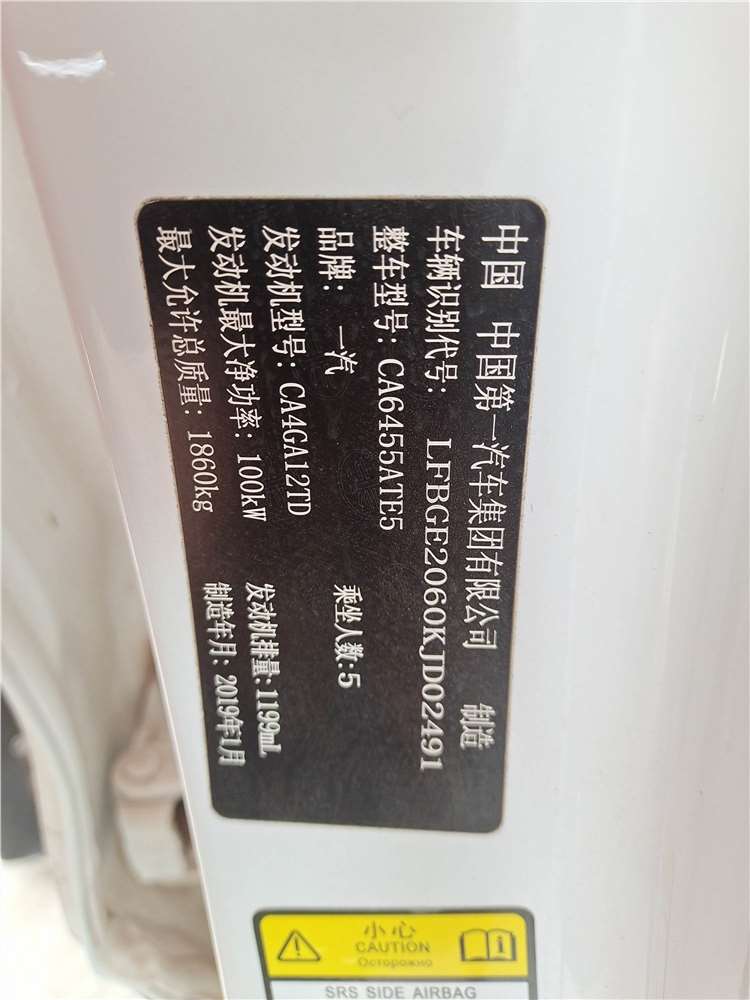 中国 中国第一汽车集团有限公司 制造
车辆识别代号: LFBGE2060KJD02491
整车型号: CA6455ATE5
品牌: 一汽 乘坐人数:5
发动机型号: CA4GA12TD
发动机最大净功率: 100kW 发动机排量:1199mL
最大允许总质量: 1860kg 制造年月: 2019年1月
小心
CAUTION
Осторожно
SRS SIDE AIRBAG